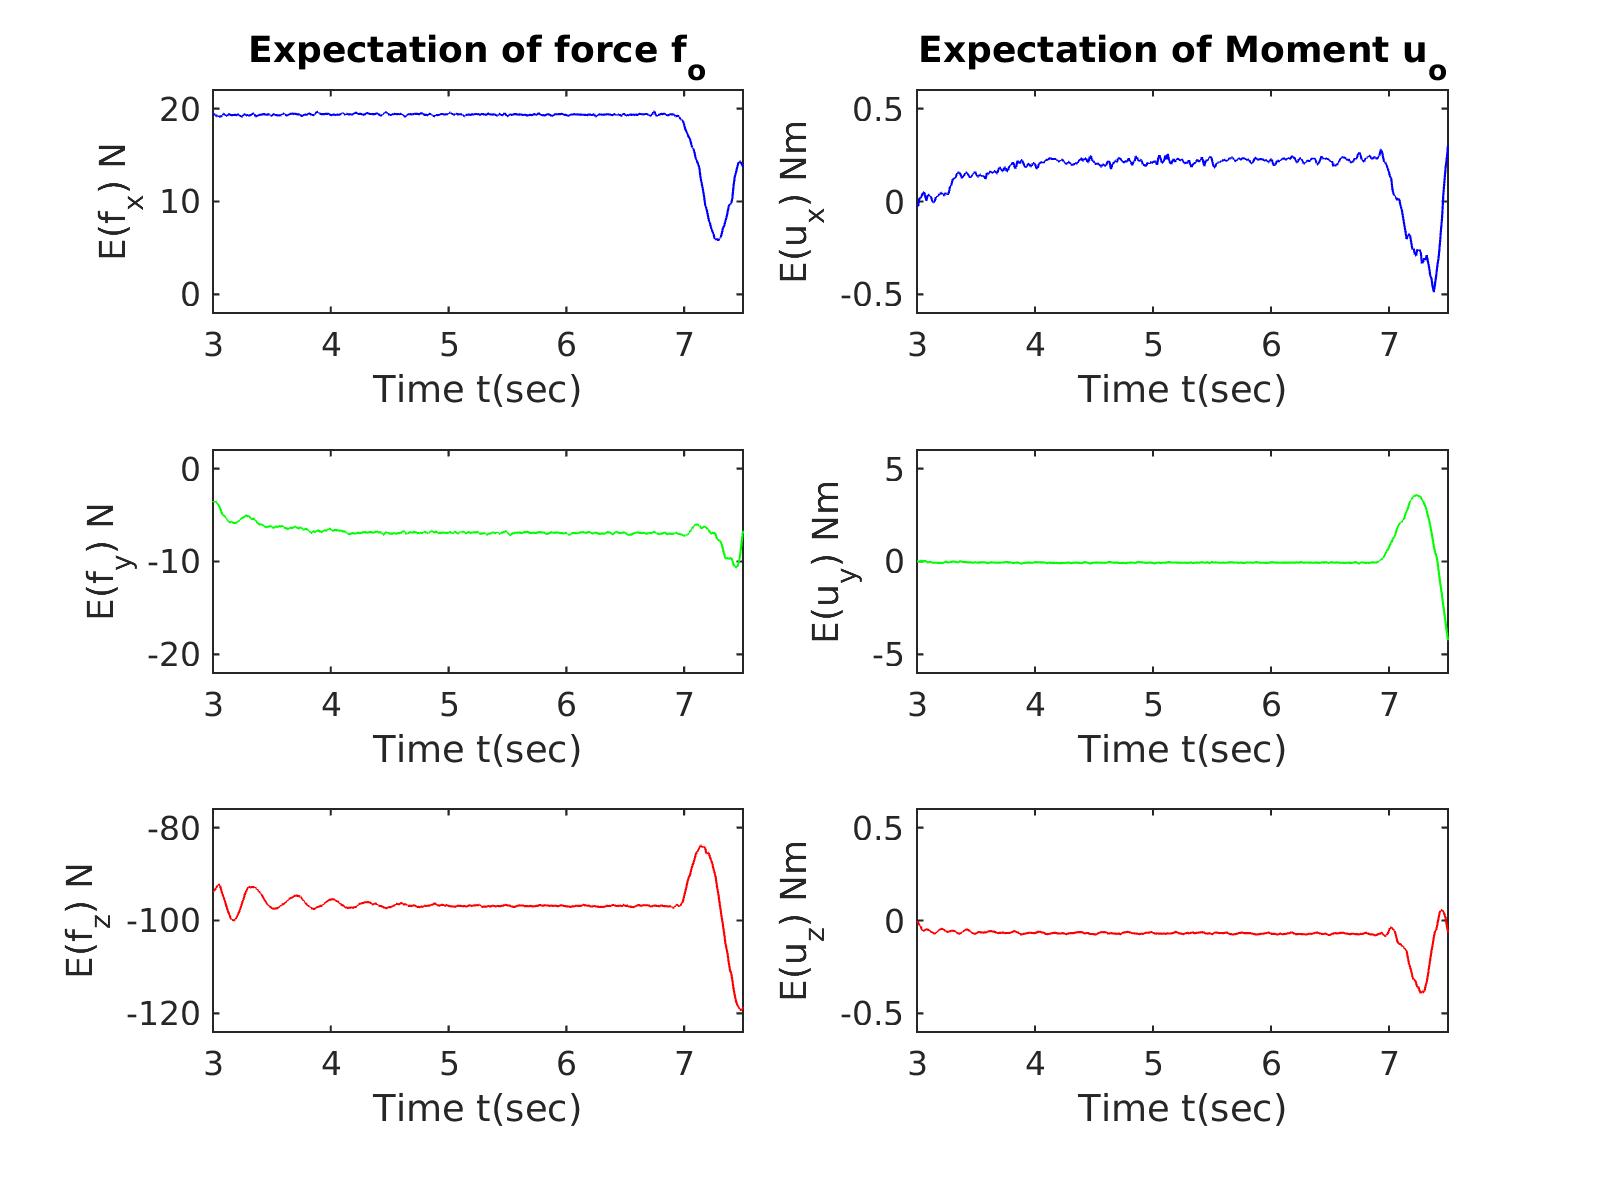 Expectation of force f_o
Expectation of Moment u_o
E(f_x) N
20
10
0
3 4 5 6 7
Time t(sec)
E(u_x) Nm
0.5
0
-0.5
3 4 5 6 7
Time t(sec)
E(f_y) N
0
-10
-20
3 4 5 6 7
Time t(sec)
E(u_y) Nm
5
0
-5
3 4 5 6 7
Time t(sec)
E(f_z) N
-80
-100
-120
3 4 5 6 7
Time t(sec)
E(u_z) Nm
0.5
0
-0.5
3 4 5 6 7
Time t(sec)